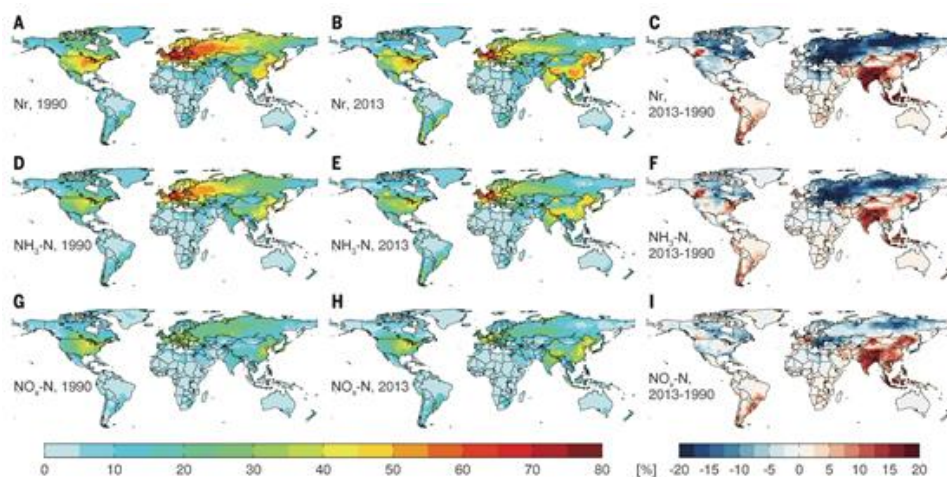 A
B
C
Nr, 1990
Nr, 2013
Nr,
2013-1990
D
E
F
NH3-N, 1990
NH3-N, 2013
NH3-N,
2013-1990
G
H
I
NOx-N, 1990
NOx-N, 2013
NOx-N,
2013-1990
0 10 20 30 40 50 60 70 80 [%] -20 -15 -10 -5 0 5 10 15 20